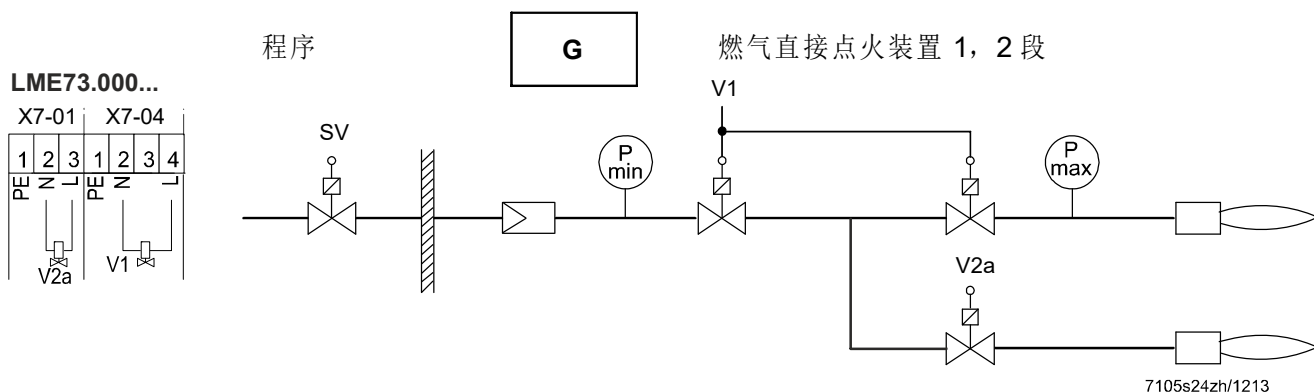 程序
G
燃气直接点火装置 1，2 段
LME73.000...
X7-01 X7-04
1 2 3 1 2 3 4
PE N L PE N L
V2a V1
SV
P
min
V1
P
max
V2a
7105s24zh/1213